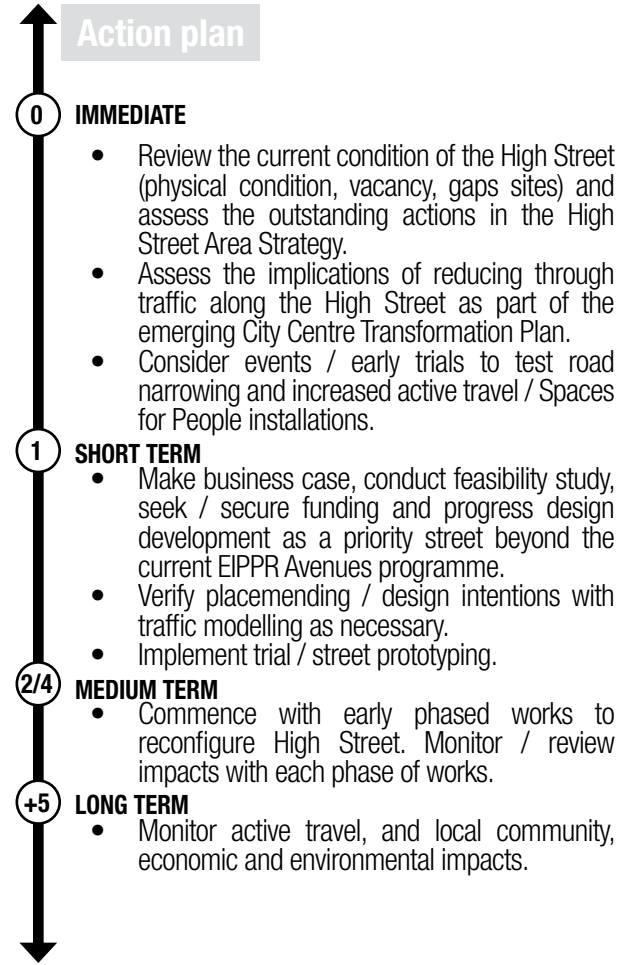 Action plan
0 IMMEDIATE
• Review the current condition of the High Street
(physical condition, vacancy, gaps sites) and
assess the outstanding actions in the High
Street Area Strategy.
• Assess the implications of reducing through
traffic along the High Street as part of the
emerging City Centre Transformation Plan.
• Consider events / early trials to test road
narrowing and increased active travel / Spaces
for People installations.
1 SHORT TERM
• Make business case, conduct feasibility study,
seek / secure funding and progress design
development as a priority street beyond the
current EIPPR Avenues programme.
• Verify placemending / design intentions with
traffic modelling as necessary.
• Implement trial / street prototyping.
2/4 MEDIUM TERM
• Commence with early phased works to
reconfigure High Street. Monitor / review
impacts with each phase of works.
+5 LONG TERM
• Monitor active travel, and local community,
economic and environmental impacts.